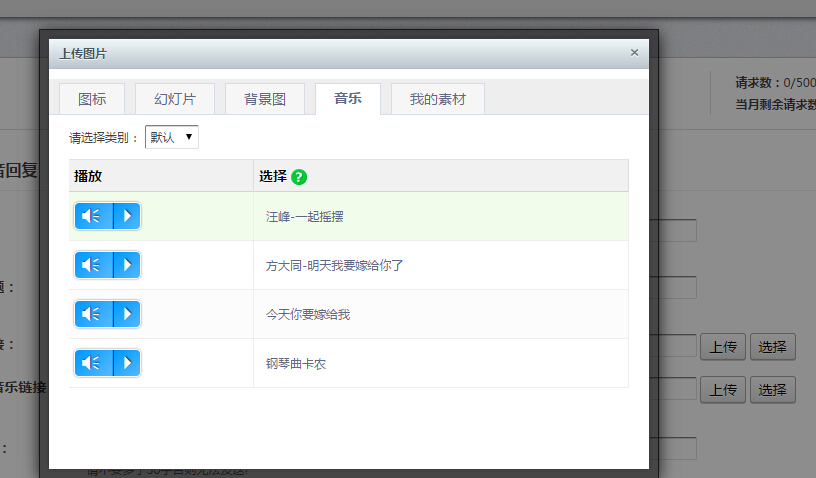 上传图片 ×
图标 幻灯片 背景图 音乐 我的素材
请求数：0/500
当月剩余请求数
请选择类别： 默认
播放 选择 ?
音回复
汪峰-一起摇摆
方大同-明天我要嫁给你了
题：
今天你要嫁给我
接： 上传 选择
钢琴曲卡农
音乐链接 上传 选择
：